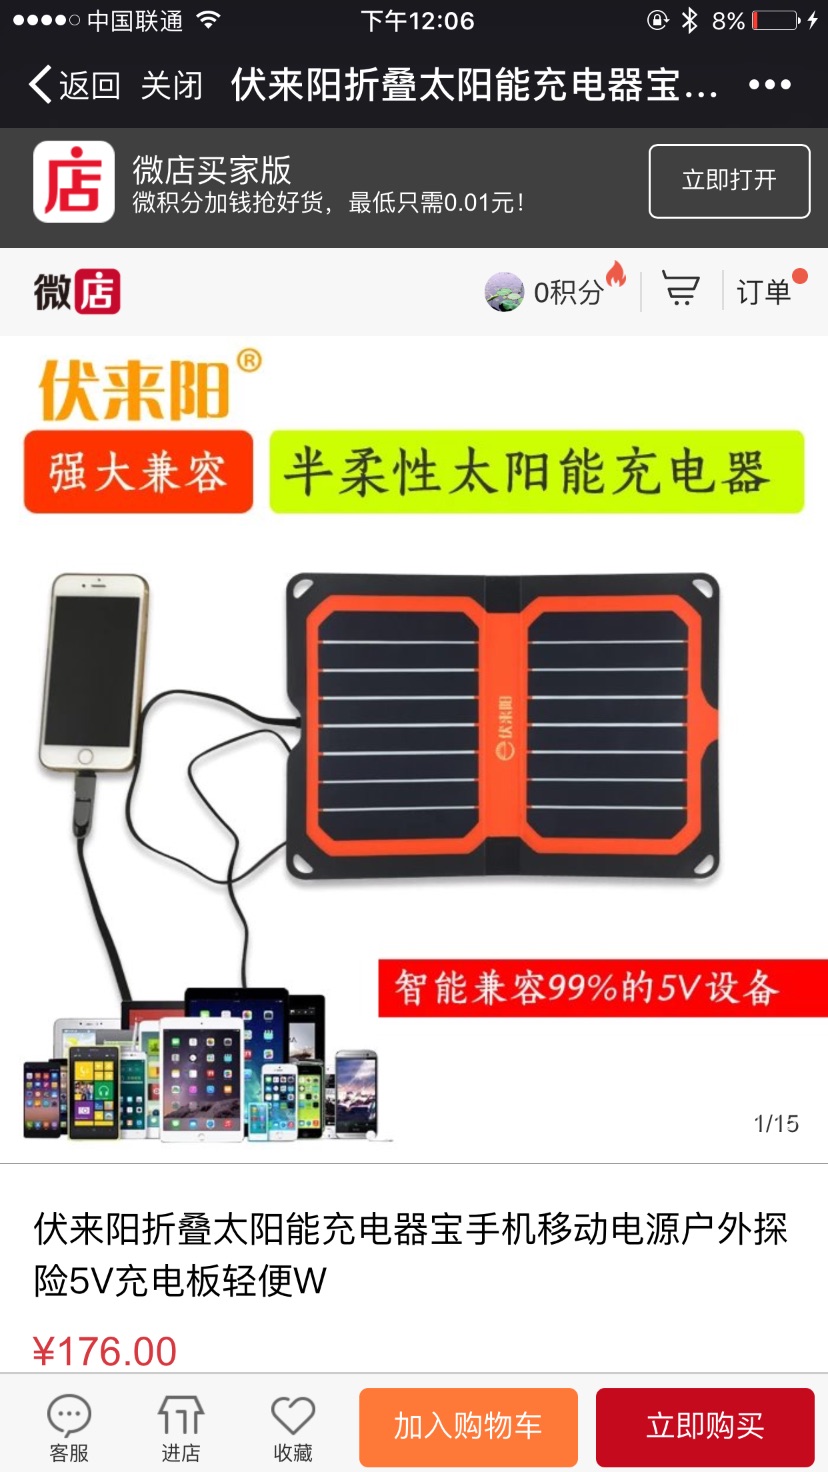 中国联通 下午12:06 8%
返回 关闭 伏来阳折叠太阳能充电器宝...
店 微店买家版 立即打开
微积分加钱抢好货，最低只需0.01元！
微店 0积分 订单
伏来阳®
强大兼容 半柔性太阳能充电器
伏来阳
智能兼容99%的5V设备
1/15
伏来阳折叠太阳能充电器宝手机移动电源户外探
险5V充电板轻便W
¥176.00
客服 进店 收藏 加入购物车 立即购买